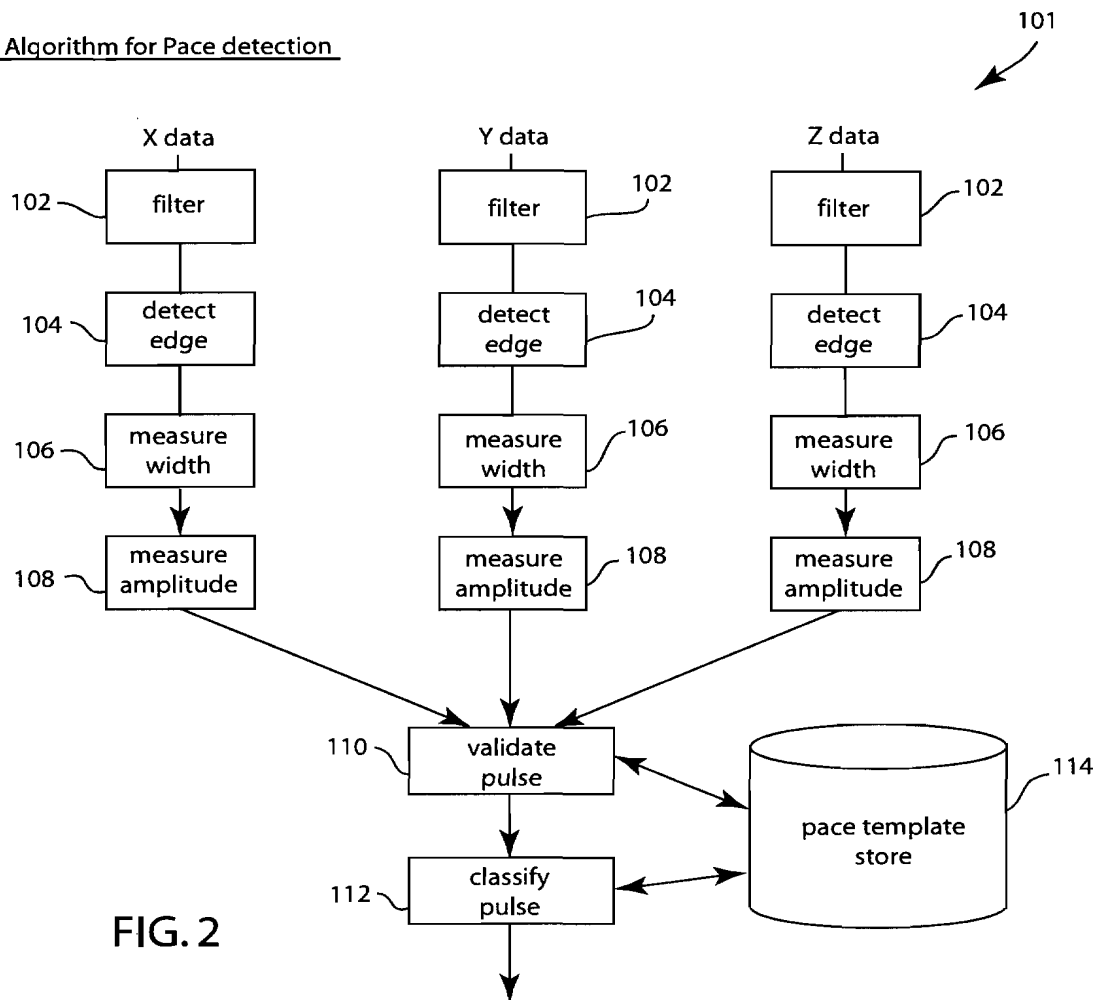 101
Algorithm for Pace detection
X data
Y data
Z data
102
filter
filter
102
filter
102
104
detect
edge
detect
edge
104
detect
edge
104
106
measure
width
measure
width
106
measure
width
106
108
measure
amplitude
measure
amplitude
108
measure
amplitude
108
110
validate
pulse
114
pace template
store
112
classify
pulse
FIG. 2